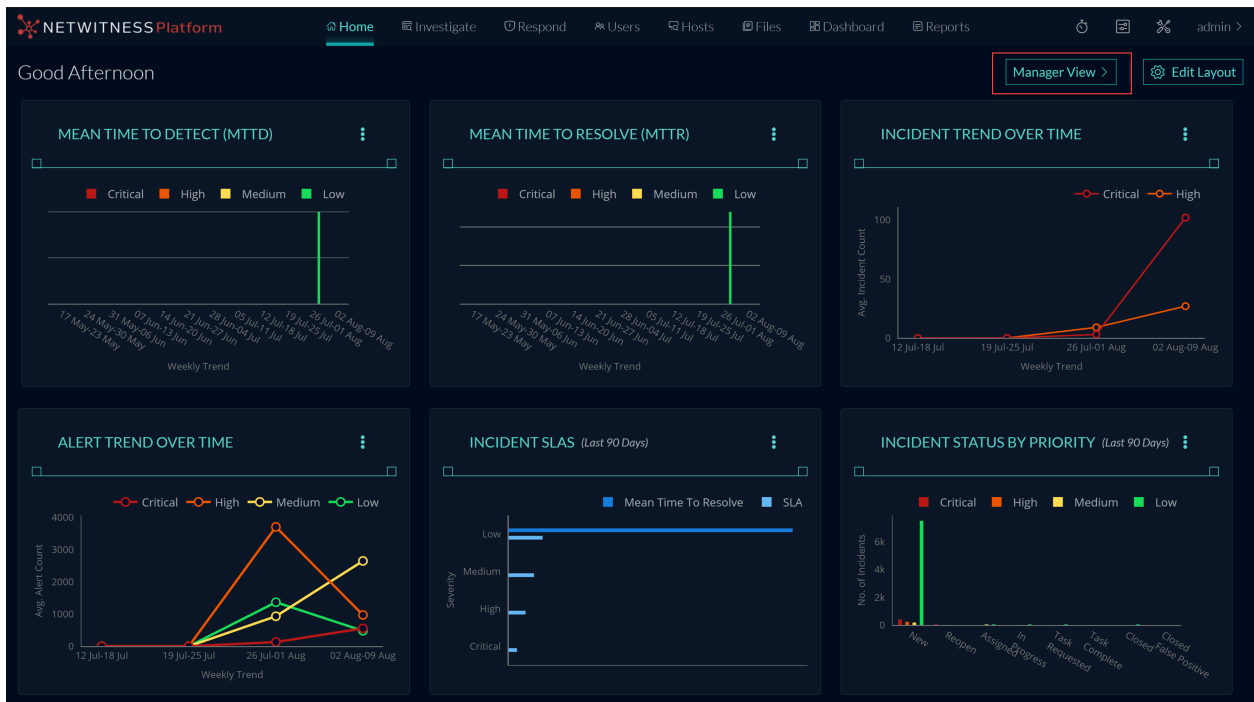 NETWITNESS Platform
Home Investigate Respond Users Hosts Files Dashboard Reports admin >
Good Afternoon
Manager View >
Edit Layout
MEAN TIME TO DETECT (MTTD)
Critical High Medium Low
17 May-23 May
24 May-30 May
31 May-06 Jun
07 Jun-13 Jun
14 Jun-20 Jun
21 Jun-27 Jun
28 Jun-04 Jul
05 Jul-11 Jul
12 Jul-18 Jul
19 Jul-25 Jul
26 Jul-01 Aug
02 Aug-09 Aug
Weekly Trend
MEAN TIME TO RESOLVE (MTTR)
Critical High Medium Low
17 May-23 May
24 May-30 May
31 May-06 Jun
07 Jun-13 Jun
14 Jun-20 Jun
21 Jun-27 Jun
28 Jun-04 Jul
05 Jul-11 Jul
12 Jul-18 Jul
19 Jul-25 Jul
26 Jul-01 Aug
02 Aug-09 Aug
Weekly Trend
INCIDENT TREND OVER TIME
Critical High
Avg. Incident Count
100
50
0
12 Jul-18 Jul 19 Jul-25 Jul 26 Jul-01 Aug 02 Aug-09 Aug
Weekly Trend
ALERT TREND OVER TIME
Critical High Medium Low
Avg. Alert Count
4000
3000
2000
1000
0
12 Jul-18 Jul 19 Jul-25 Jul 26 Jul-01 Aug 02 Aug-09 Aug
Weekly Trend
INCIDENT SLAS (Last 90 Days)
Mean Time To Resolve SLA
Severity
Low
Medium
High
Critical
INCIDENT STATUS BY PRIORITY (Last 90 Days)
Critical High Medium Low
No. of Incidents
6k
4k
2k
0
New
Reopen
Assigned
In Progress
Task Requested
Task Complete
Closed
Closed False Positive